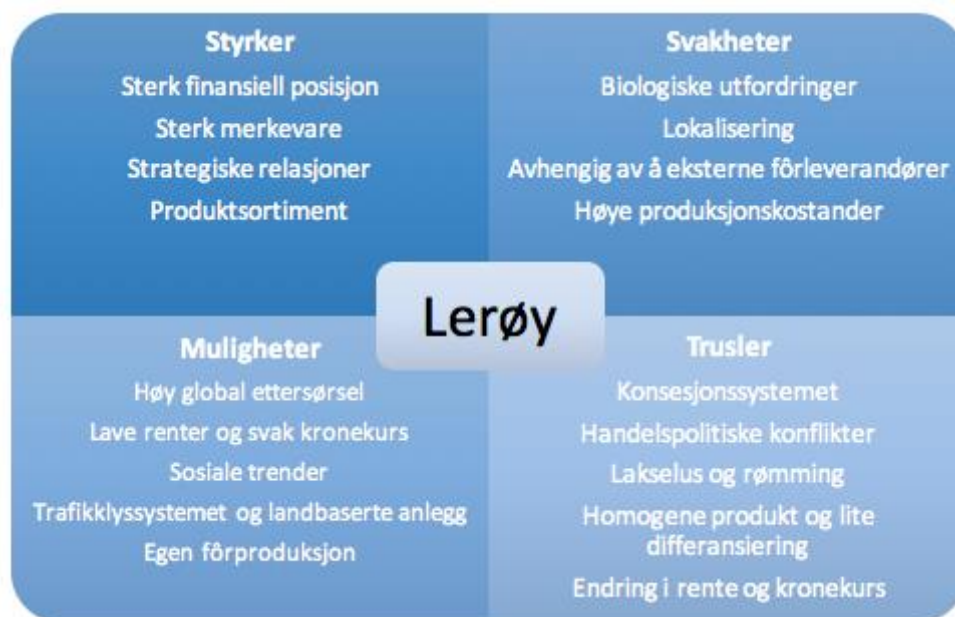 Styrker
Sterk finansiell posisjon
Sterk merkevare
Strategiske relasjoner
Produktsortiment
Svakheter
Biologiske utfordringer
Lokalisering
Avhengig av å eksterne fôrleverandører
Høye produksjonskostander
Lerøy
Muligheter
Høy global ettersørsel
Lave renter og svak kronekurs
Sosiale trender
Trafikklyssystemet og landbaserte anlegg
Egen fôrproduksjon
Trusler
Konsesjonssystemet
Handelspolitiske konflikter
Lakselus og rømming
Homogene produkt og lite
differansiering
Endring i rente og kronekurs